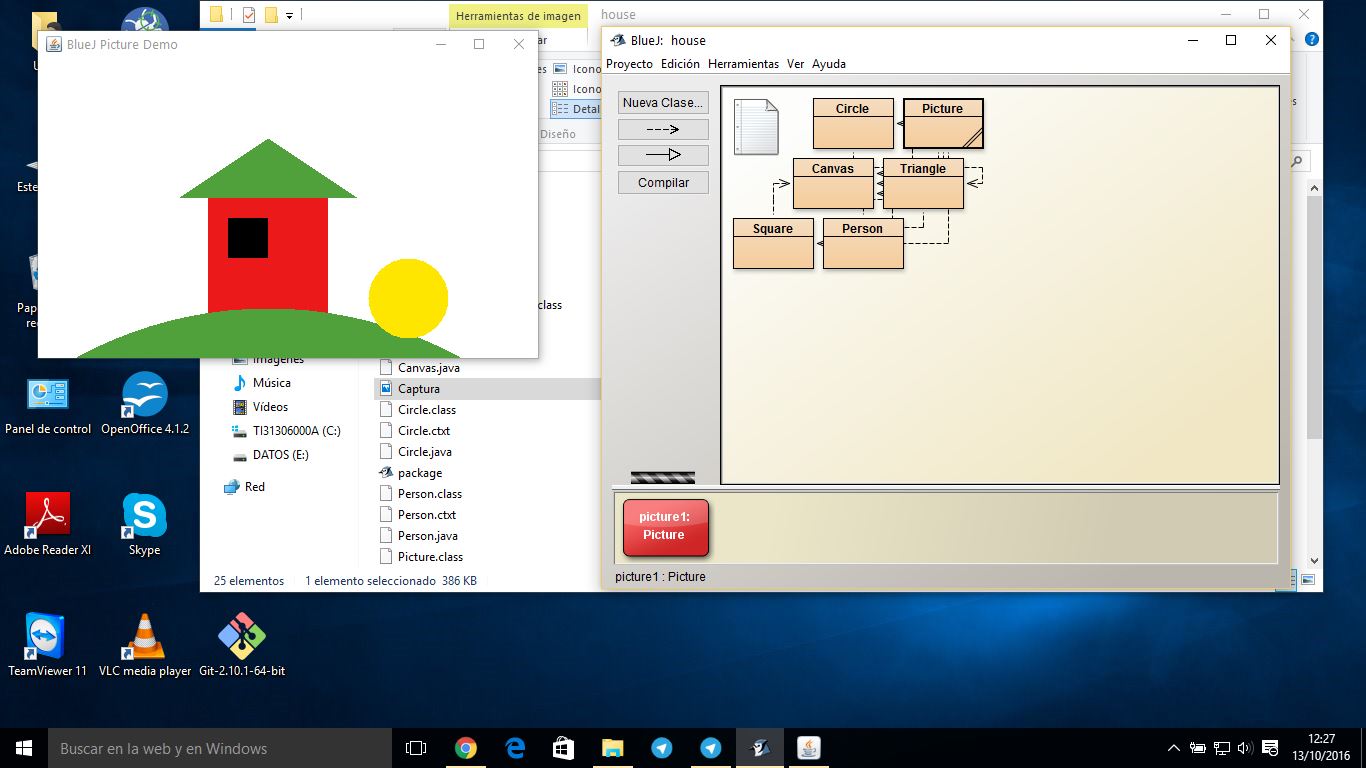 Herramientas de imagen
house
BlueJ Picture Demo
BlueJ: house
Proyecto Edición Herramientas Ver Ayuda
Nueva Clase...
Compilar
Circle
Picture
Canvas
Triangle
Square
Person
picture1:
Picture
picture1 : Picture
ar
es
Icono
Icono
Detal
Diseño
es
class
Imágenes
Música
Vídeos
TI31306000A (C:)
DATOS (E:)
Red
Canvas.java
Captura
Circle.class
Circle.ctxt
Circle.java
package
Person.class
Person.ctxt
Person.java
Picture.class
25 elementos 1 elemento seleccionado 386 KB
U
Este
Pap
re
Panel de control
OpenOffice 4.1.2
Adobe Reader XI
Skype
TeamViewer 11
VLC media player
Git-2.10.1-64-bit
Buscar en la web y en Windows
12:27
13/10/2016